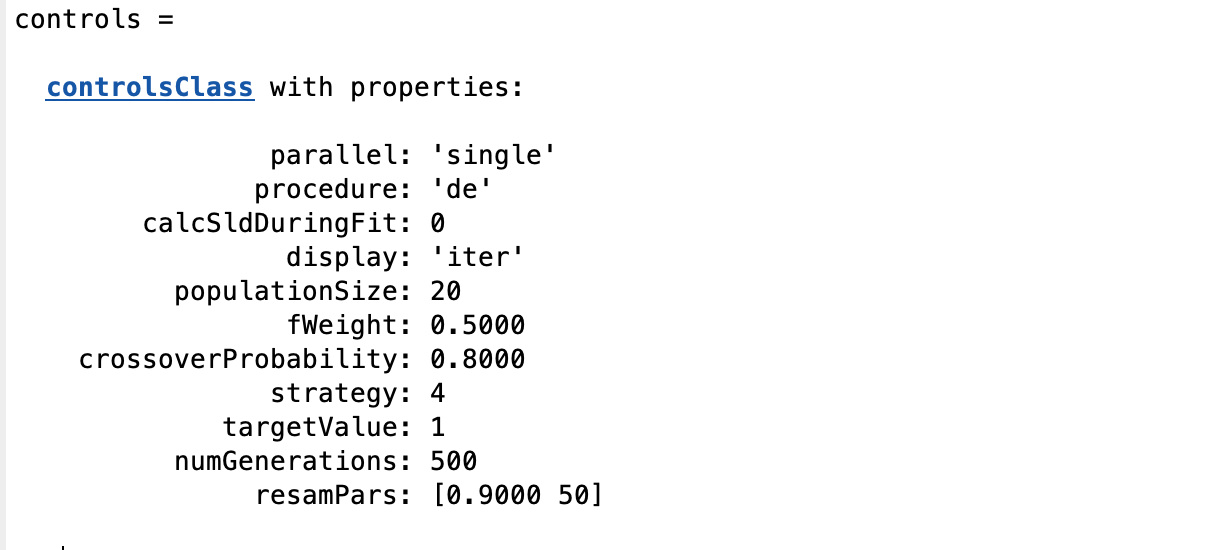 controls =
controlsClass with properties:
parallel: 'single'
procedure: 'de'
calcSldDuringFit: 0
display: 'iter'
populationSize: 20
fWeight: 0.5000
crossoverProbability: 0.8000
strategy: 4
targetValue: 1
numGenerations: 500
resamPars: [0.9000 50]